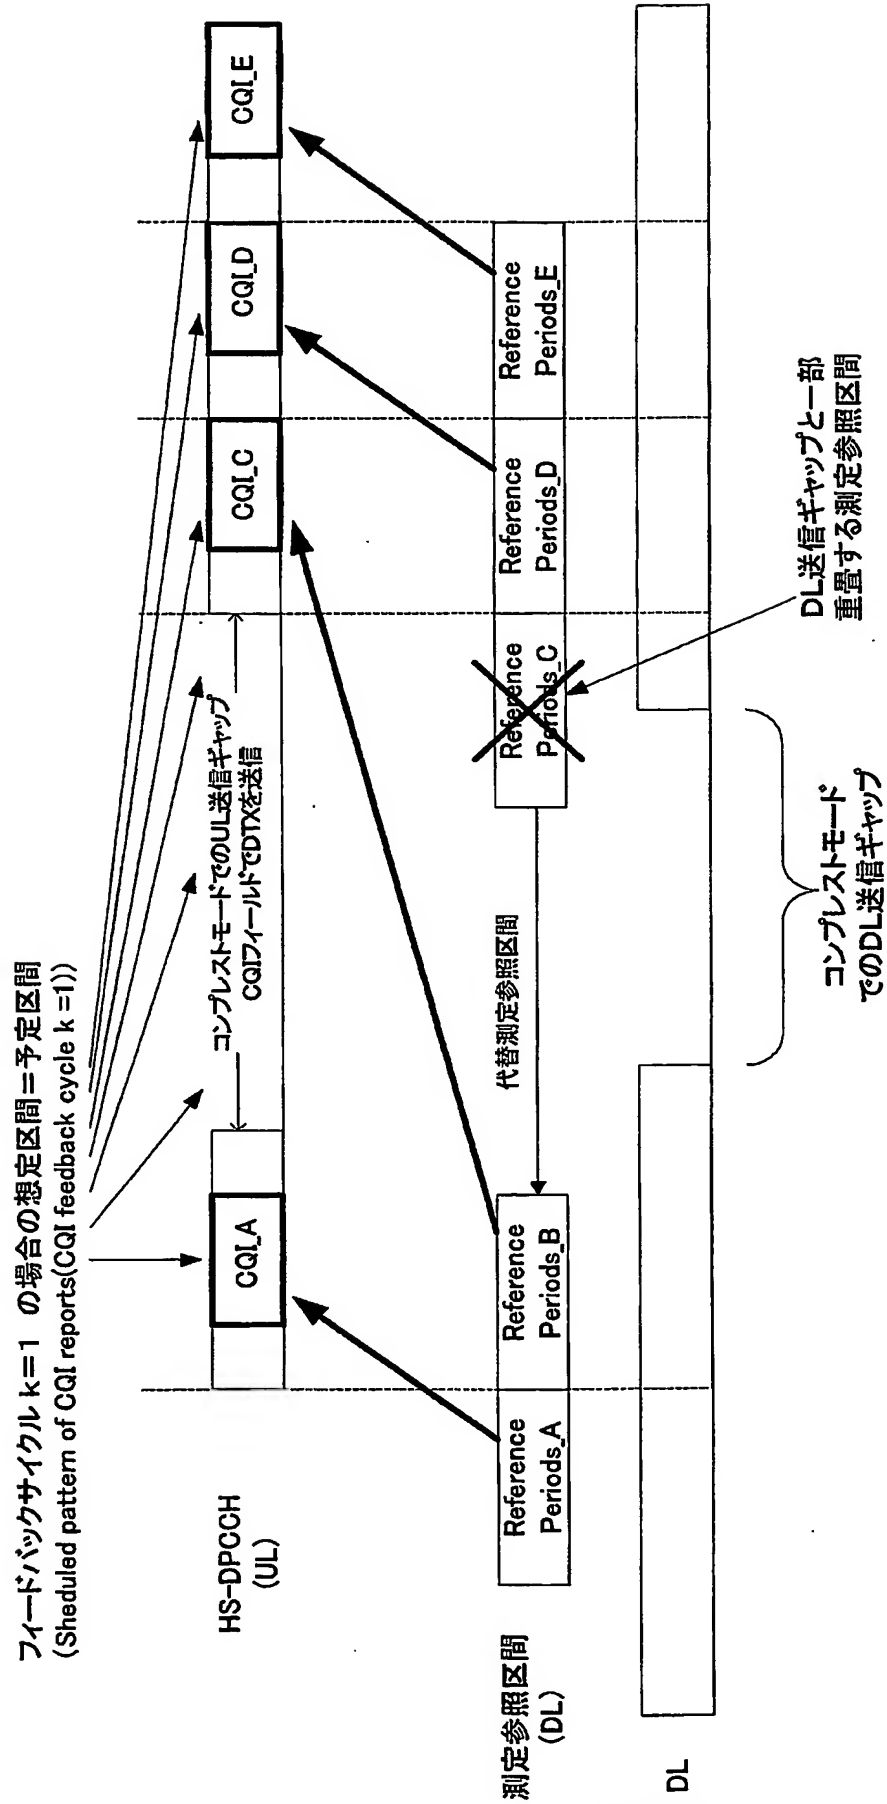 フィードバックサイクル k=1 の場合の想定区間=予定区間
(Sheduled pattern of CQI reports(CQI feedback cycle k =1))
HS-DPCCH
(UL)
CQI_A
コンプレストモードでのUL送信ギャップ
CQIフィールドでDTXを送信
CQI_C
CQI_D
CQI_E
測定参照区間
(DL)
Reference
Periods_A
Reference
Periods_B
代替測定参照区間
Reference
Periods_C
Reference
Periods_D
Reference
Periods_E
DL
コンプレストモード
でのDL送信ギャップ
DL送信ギャップと一部
重畳する測定参照区間